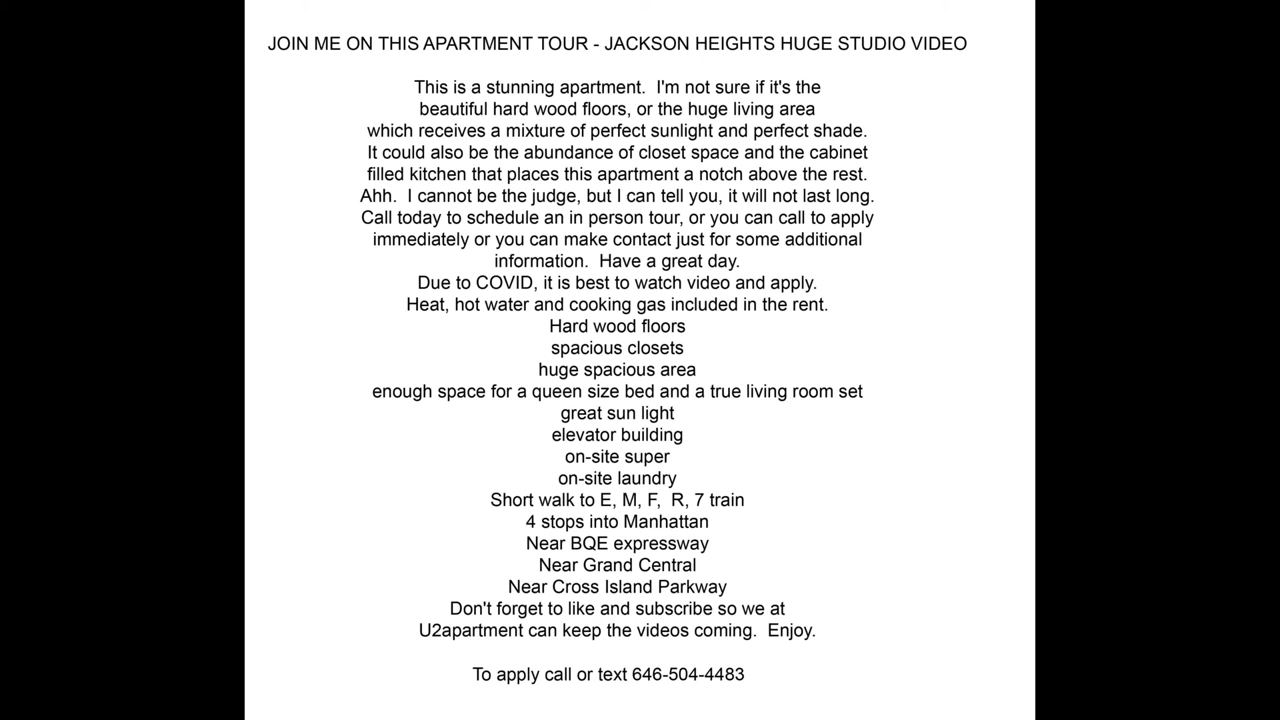 JOIN ME ON THIS APARTMENT TOUR - JACKSON HEIGHTS HUGE STUDIO VIDEO
This is a stunning apartment.  I'm not sure if it's the
beautiful hard wood floors, or the huge living area
which receives a mixture of perfect sunlight and perfect shade.
It could also be the abundance of closet space and the cabinet
filled kitchen that places this apartment a notch above the rest.
Ahh.  I cannot be the judge, but I can tell you, it will not last long.
Call today to schedule an in person tour, or you can call to apply
immediately or you can make contact just for some additional
information.  Have a great day.
Due to COVID, it is best to watch video and apply.
Heat, hot water and cooking gas included in the rent.
Hard wood floors
spacious closets
huge spacious area
enough space for a queen size bed and a true living room set
great sun light
elevator building
on-site super
on-site laundry
Short walk to E, M, F,  R, 7 train
4 stops into Manhattan
Near BQE expressway
Near Grand Central
Near Cross Island Parkway
Don't forget to like and subscribe so we at
U2apartment can keep the videos coming.  Enjoy.
To apply call or text 646-504-4483